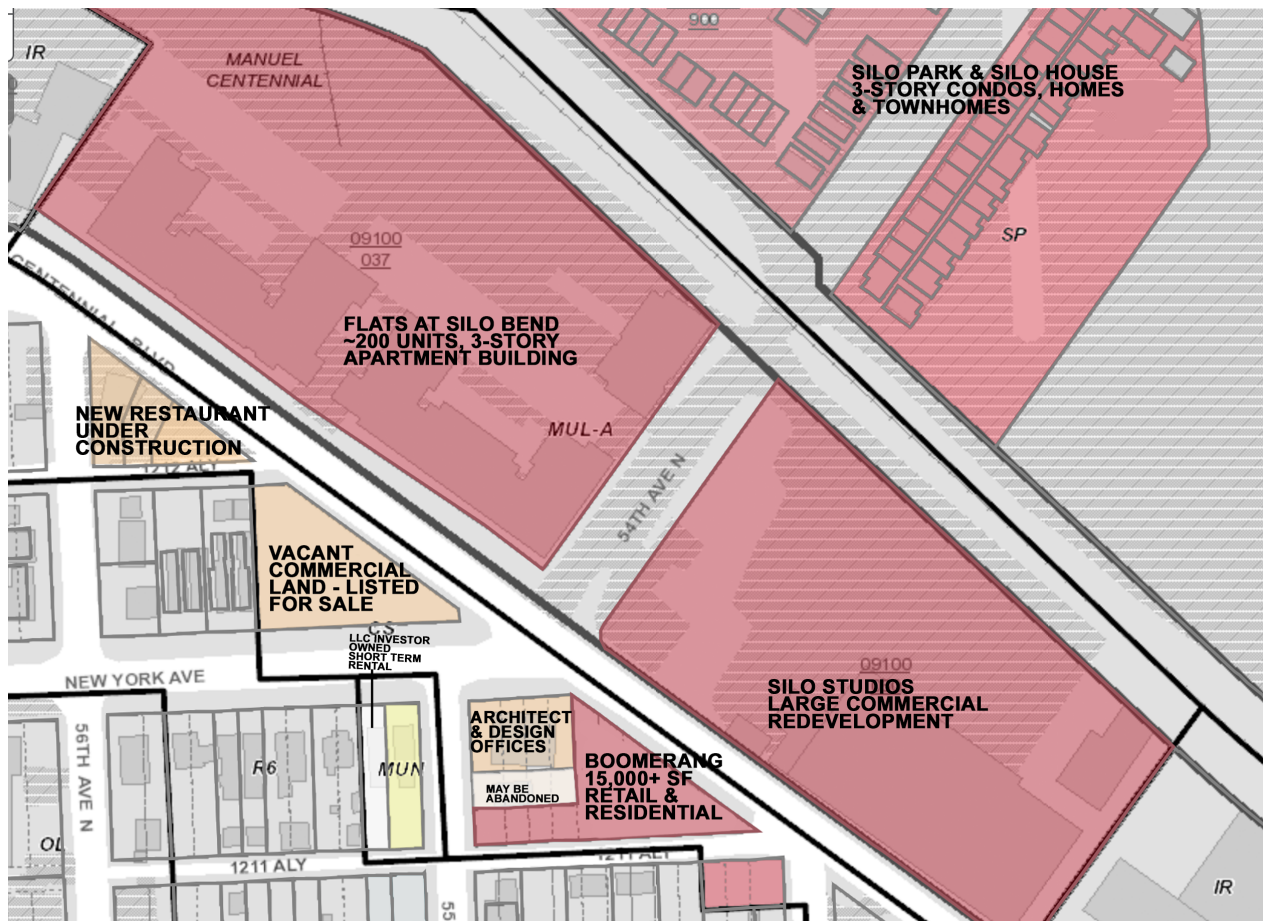 IR
MANUEL
CENTENNIAL
900
SILO PARK & SILO HOUSE
3-STORY CONDOS, HOMES
& TOWNHOMES
SP
09100
037
CENTENNIAL BLVD
FLATS AT SILO BEND
~200 UNITS, 3-STORY
APARTMENT BUILDING
MUL-A
NEW RESTAURANT
UNDER
CONSTRUCTION
1212 ALY
54TH AVE N
VACANT
COMMERCIAL
LAND - LISTED
FOR SALE
CS
LLC INVESTOR
OWNED
SHORT TERM
RENTAL
NEW YORK AVE
09100
SILO STUDIOS
LARGE COMMERCIAL
REDEVELOPMENT
ARCHITECT
& DESIGN
OFFICES
BOOMERANG
15,000+ SF
RETAIL &
RESIDENTIAL
MAY BE
ABANDONED
56TH AVE N
R6
MUN
OL
1211 ALY
1211 ALY
55
IR